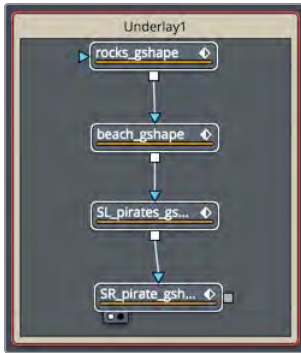 Underlay1
rocks_gshape
beach_gshape
SL_pirates_gs...
SR_pirate_gsh...